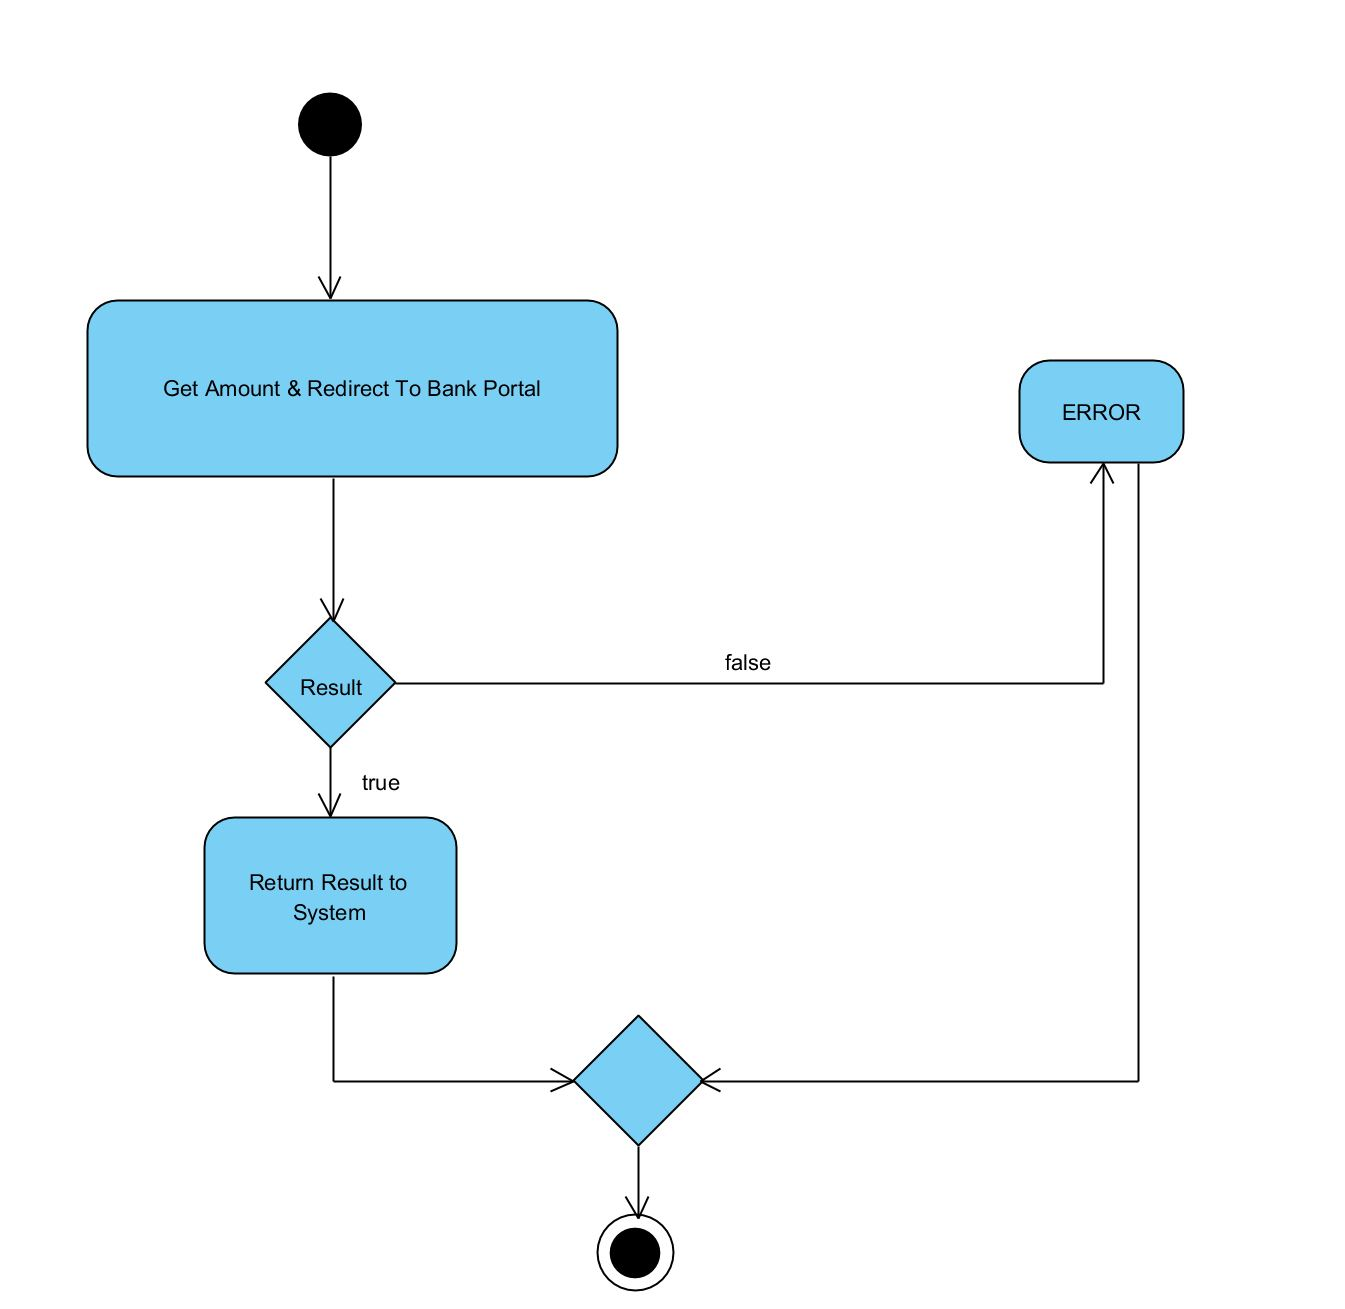 Get Amount & Redirect To Bank Portal
ERROR
false
Result
true
Return Result to
System